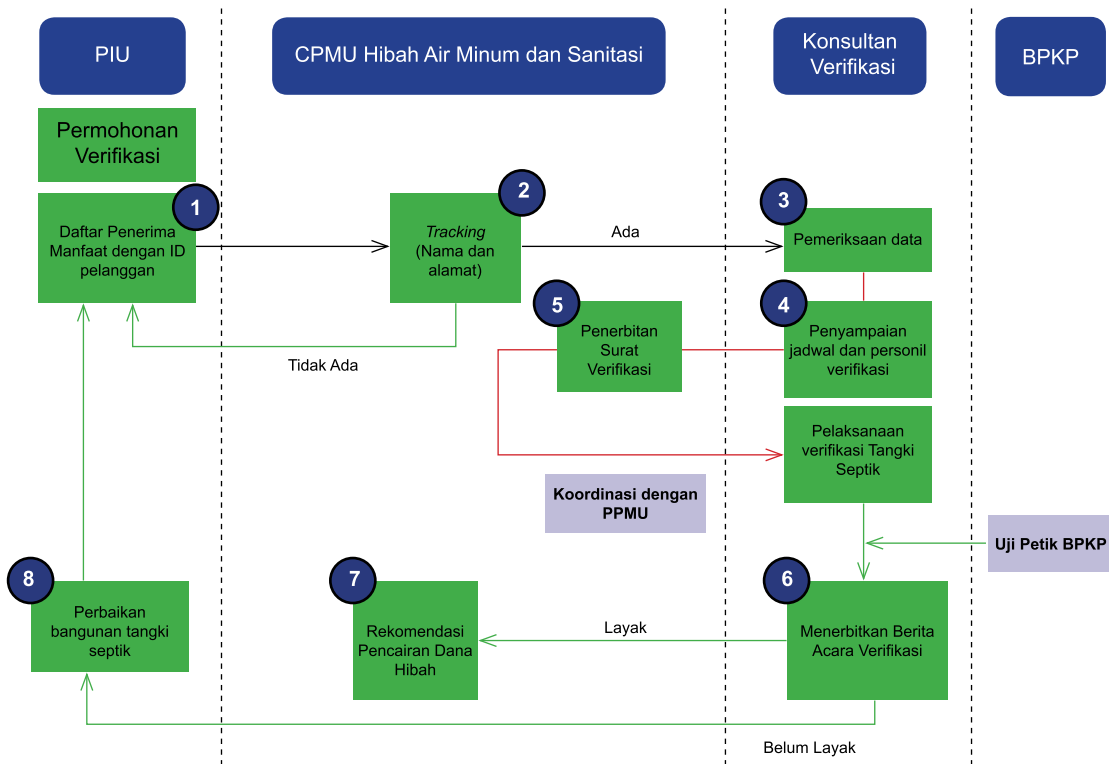 PIU
CPMU Hibah Air Minum dan Sanitasi
Konsultan
Verifikasi
BPKP
Permohonan
Verifikasi
1
Daftar Penerima
Manfaat dengan ID
pelanggan
2
Tracking
(Nama dan
alamat)
Ada
3
Pemeriksaan data
Tidak Ada
5
Penerbitan
Surat
Verifikasi
4
Penyampaian
jadwal dan personil
verifikasi
Pelaksanaan
verifikasi Tangki
Septik
Koordinasi dengan
PPMU
Uji Petik BPKP
8
Perbaikan
bangunan tangki
septik
7
Rekomendasi
Pencairan Dana
Hibah
Layak
6
Menerbitkan Berita
Acara Verifikasi
Belum Layak